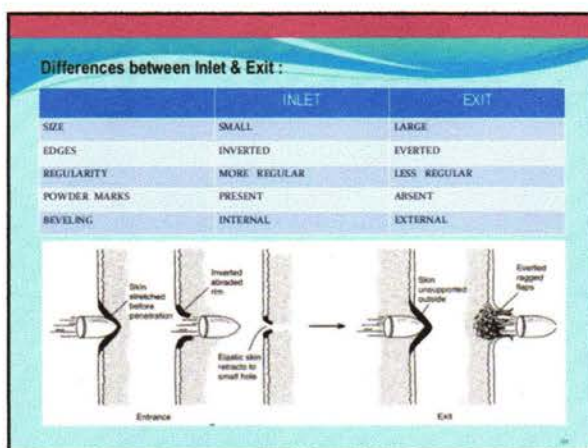 Differences between Inlet & Exit :
INLET EXIT
SIZE SMALL LARGE
EDGES INVERTED EVERTED
REGULARITY MORE REGULAR LESS REGULAR
POWDER MARKS PRESENT ABSENT
BEVELING INTERNAL EXTERNAL
Skin
stretched
before
penetration
Inverted
abraded
rim
Elastic skin
retracts to
small hole
Skin
unsupported
outside
Everted
ragged
flaps
Entrance
Exit